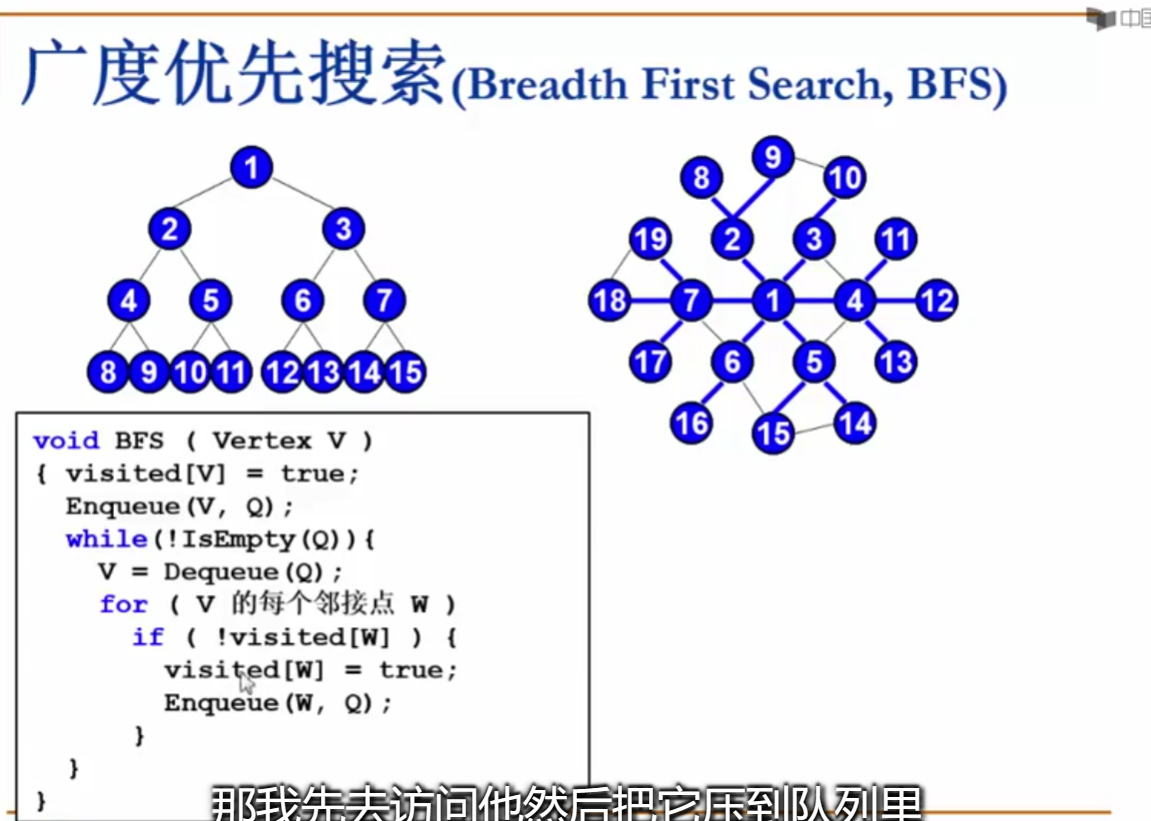 中国
广度优先搜索(Breadth First Search, BFS)
1
2 3
4 5 6 7
8 9 10 11 12 13 14 15
9
8 10
19 2 3 11
18 7 1 4 12
17 6 5 13
16 15 14
void BFS ( Vertex V )
{ visited[V] = true;
Enqueue(V, Q);
while(!IsEmpty(Q)){
V = Dequeue(Q);
for ( V 的每个邻接点 W )
if ( !visited[W] ) {
visited[W] = true;
Enqueue(W, Q);
}
}
}
那我先去访问他然后把它压到队列里